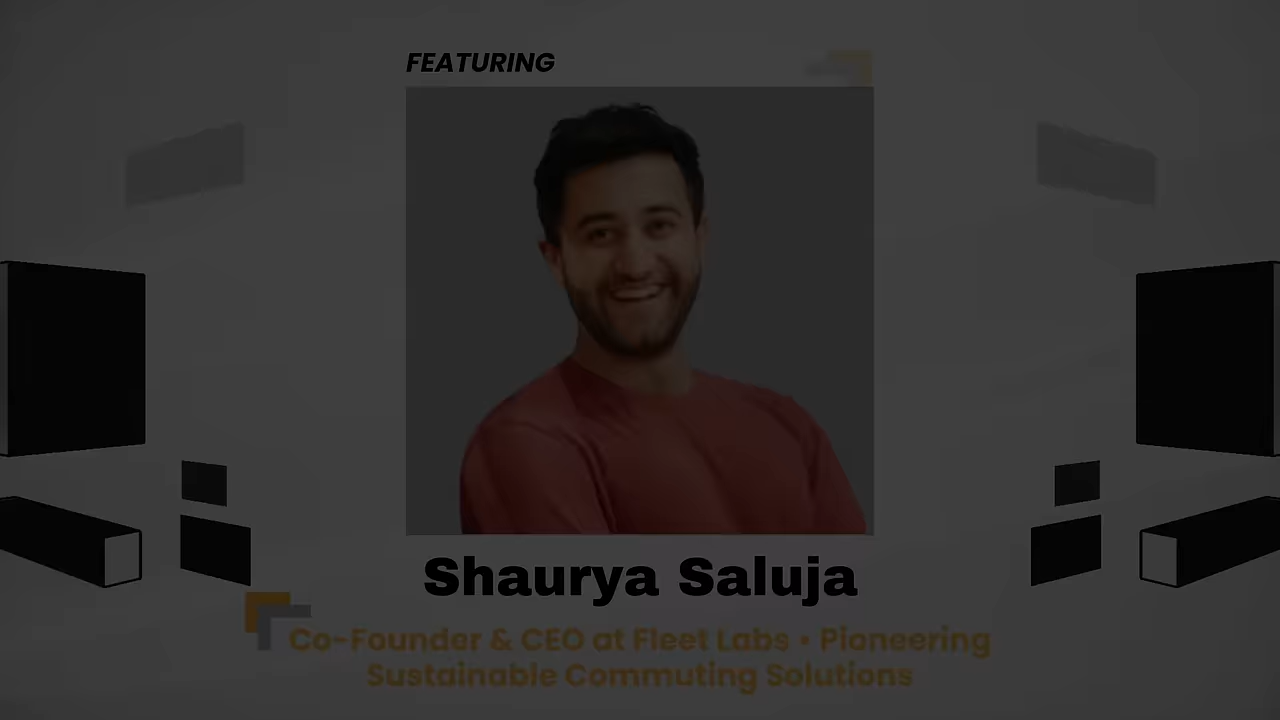 FEATURING
Shaurya Saluja
Co-Founder & CEO at Fleet Labs • Pioneering
Sustainable Commuting Solutions